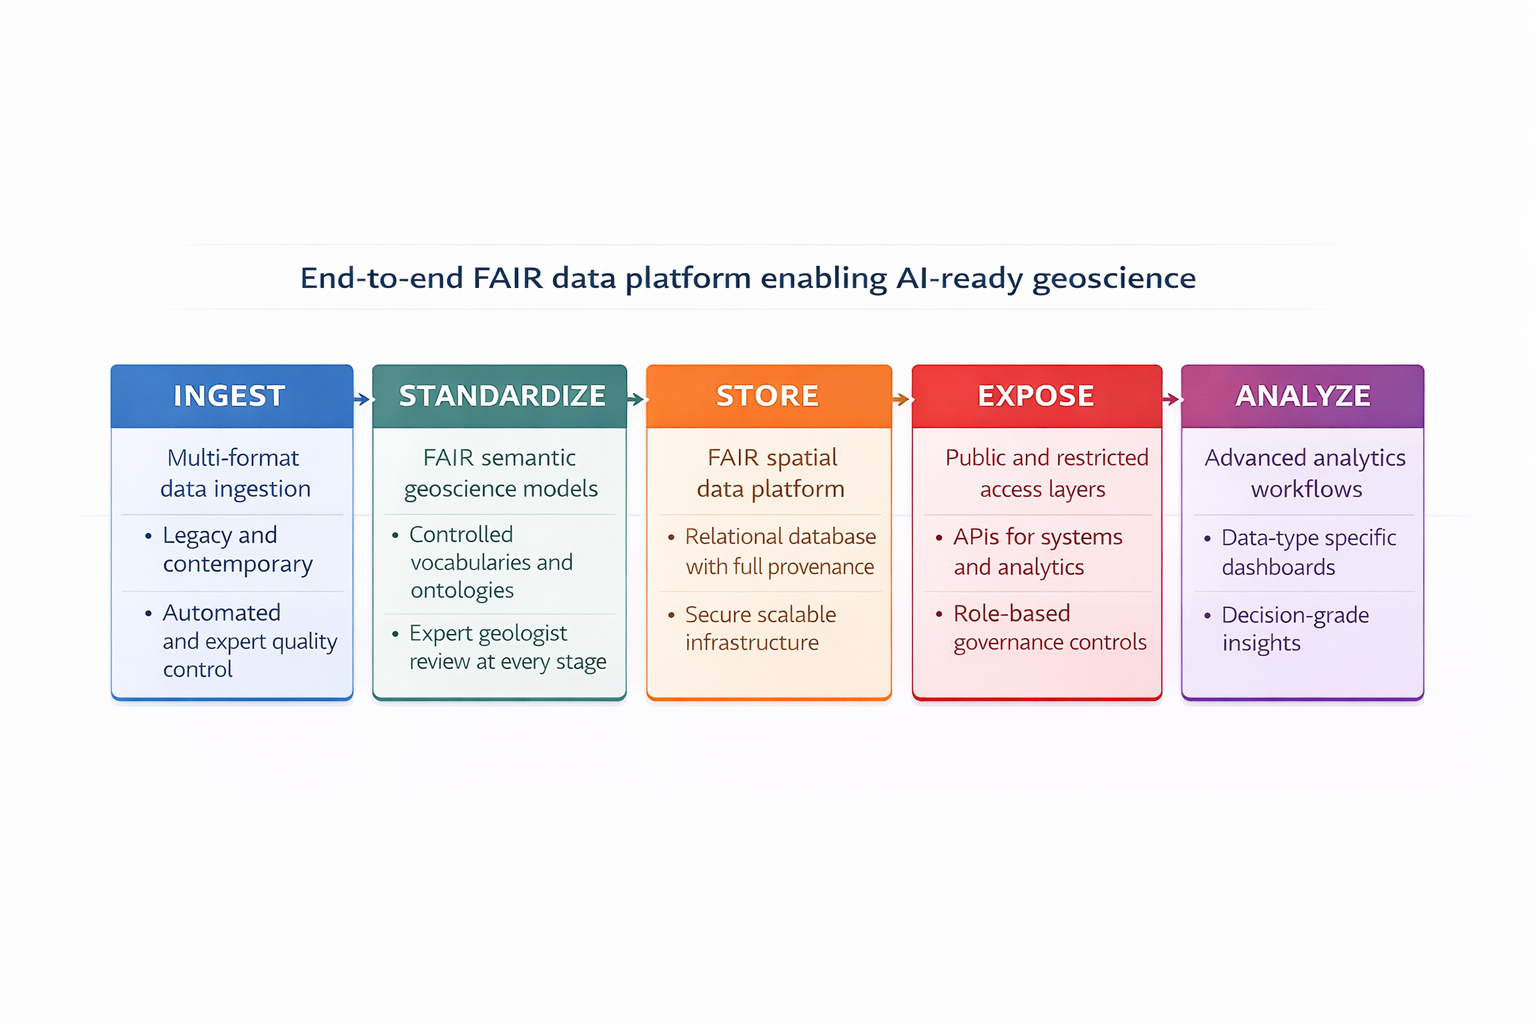 End-to-end FAIR data platform enabling AI-ready geoscience
INGEST
Multi-format
data ingestion
• Legacy and
contemporary
• Automated
and expert quality
control
STANDARDIZE
FAIR semantic
geoscience models
• Controlled
vocabularies and
ontologies
• Expert geologist
review at every stage
STORE
FAIR spatial
data platform
• Relational database
with full provenance
• Secure scalable
infrastructure
EXPOSE
Public and restricted
access layers
• APis for systems
and analytics
• Role-based
governance controls
ANALYZE
Advanced analytics
workflows
• Data-type specific
dashboards
• Decision-grade
insights